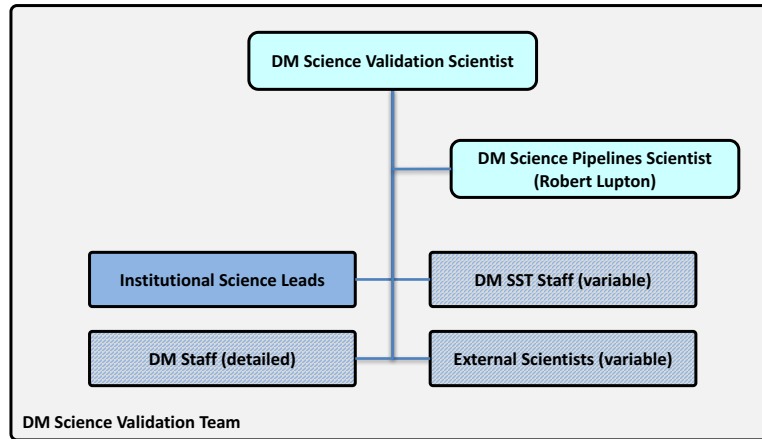 DM Science Validation Scientist
DM Science Pipelines Scientist
(Robert Lupton)
Institutional Science Leads
DM SST Staff (variable)
DM Staff (detailed)
External Scientists (variable)
DM Science Validation Team